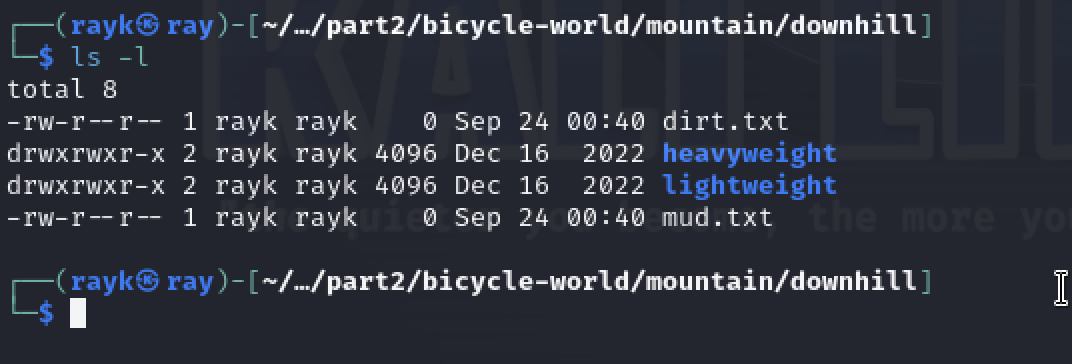 ┌──(rayk㉿ray)-[~/…/part2/bicycle-world/mountain/downhill]
└─$ ls -l
total 8
-rw-r--r-- 1 rayk rayk    0 Sep 24 00:40 dirt.txt
drwxrwxr-x 2 rayk rayk 4096 Dec 16  2022 heavyweight
drwxrwxr-x 2 rayk rayk 4096 Dec 16  2022 lightweight
-rw-r--r-- 1 rayk rayk    0 Sep 24 00:40 mud.txt
the more you
┌──(rayk㉿ray)-[~/…/part2/bicycle-world/mountain/downhill]
└─$